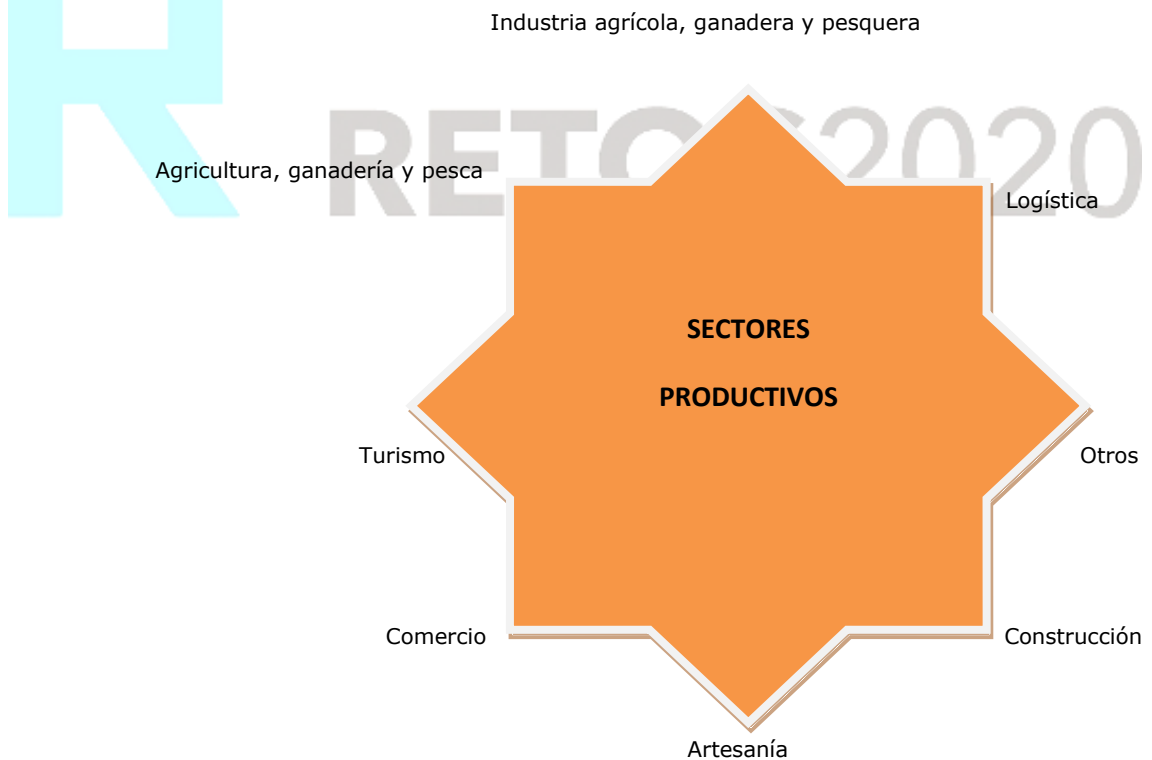 Industria agrícola, ganadera y pesquera
RETOS2020
Agricultura, ganadería y pesca
Logística
SECTORES
PRODUCTIVOS
Turismo
Otros
Comercio
Construcción
Artesanía